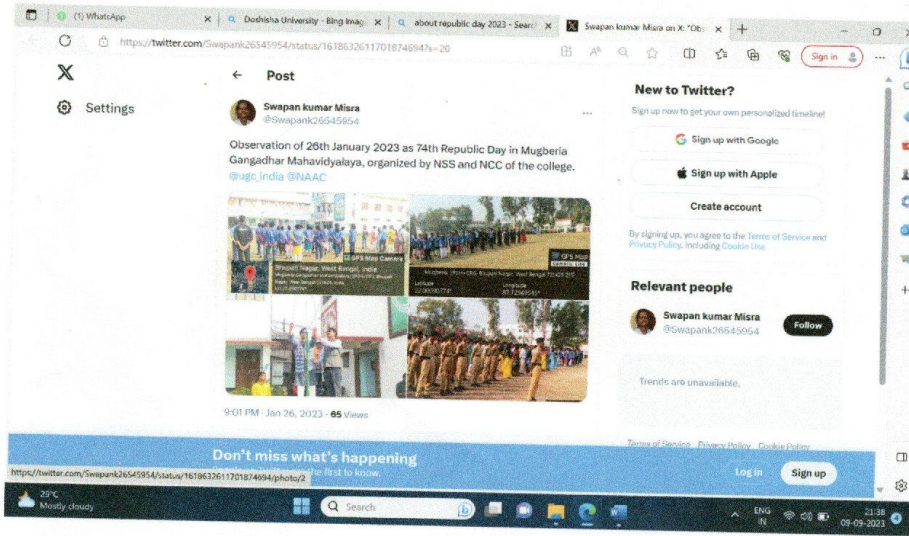 (1) WhatsApp
Doshisha University - Bing Imag
about republic day 2023 - Searc
Swapan kumar Misra on X: "Obs
https://twitter.com/Swapank26545954/status/1618632611701874694?s=20
Sign in
X
Settings
Post
Swapan kumar Misra
@Swapank26545954
Observation of 26th January 2023 as 74th Republic Day in Mugberia
Gangadhar Mahavidyalaya, organized by NSS and NCC of the college.
@ugc_india @NAAC
GPS Map Camera
Bhupati Nagar, West Bengal, India
GPS Map
Camera Lite
Latitude
Longitude
9:01 PM · Jan 26, 2023 · 65 Views
New to Twitter?
Sign up now to get your own personalized timeline!
Sign up with Google
Sign up with Apple
Create account
By signing up, you agree to the Terms of Service and
Privacy Policy, including Cookie Use.
Relevant people
Swapan kumar Misra
@Swapank26545954
Follow
Trends are unavailable.
Terms of Service Privacy Policy Cookie Policy
Don't miss what's happening
the first to know.
Log in
Sign up
https://twitter.com/Swapank26545954/status/1618632611701874694/photo/2
29°C
Mostly cloudy
Search
ENG
IN
21:38
09-09-2023